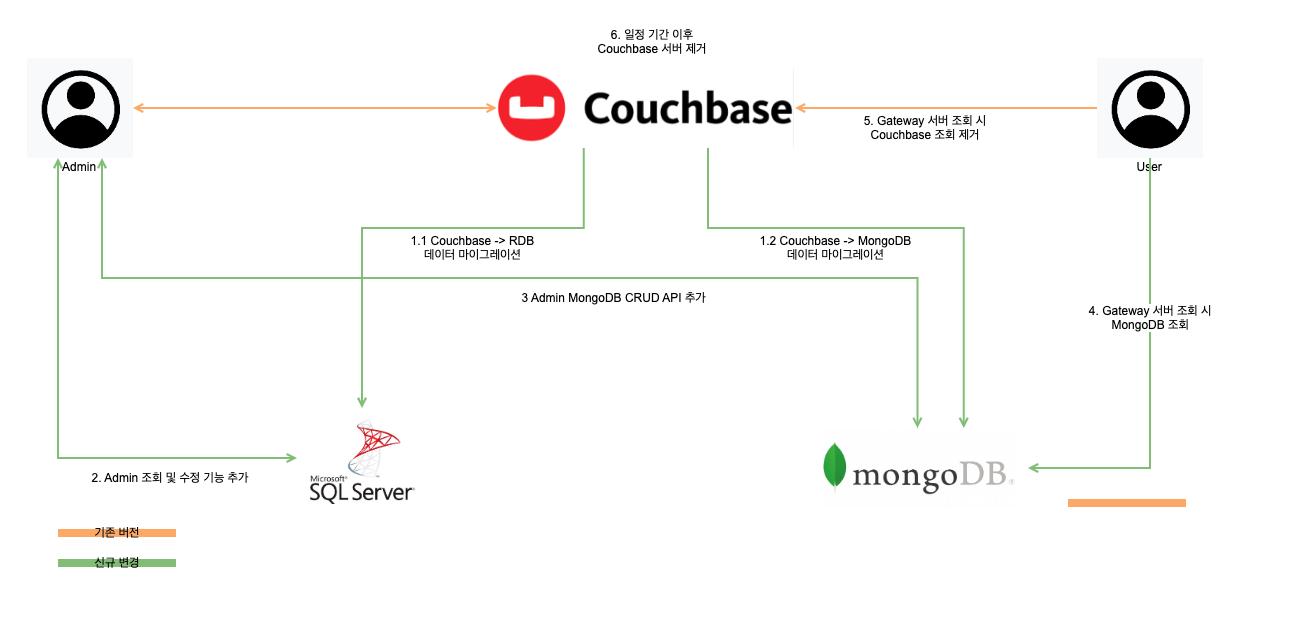 6. 일정 기간 이후
Couchbase 서버 제거
Couchbase
5. Gateway 서버 조회 시
Couchbase 조회 제거
Admin
User
1.1 Couchbase -> RDB
데이터 마이그레이션
1.2 Couchbase -> MongoDB
데이터 마이그레이션
3 Admin MongoDB CRUD API 추가
4. Gateway 서버 조회 시
MongoDB 조회
2. Admin 조회 및 수정 기능 추가
Microsoft®
SQL Server®
mongoDB®
기존 버전
신규 변경